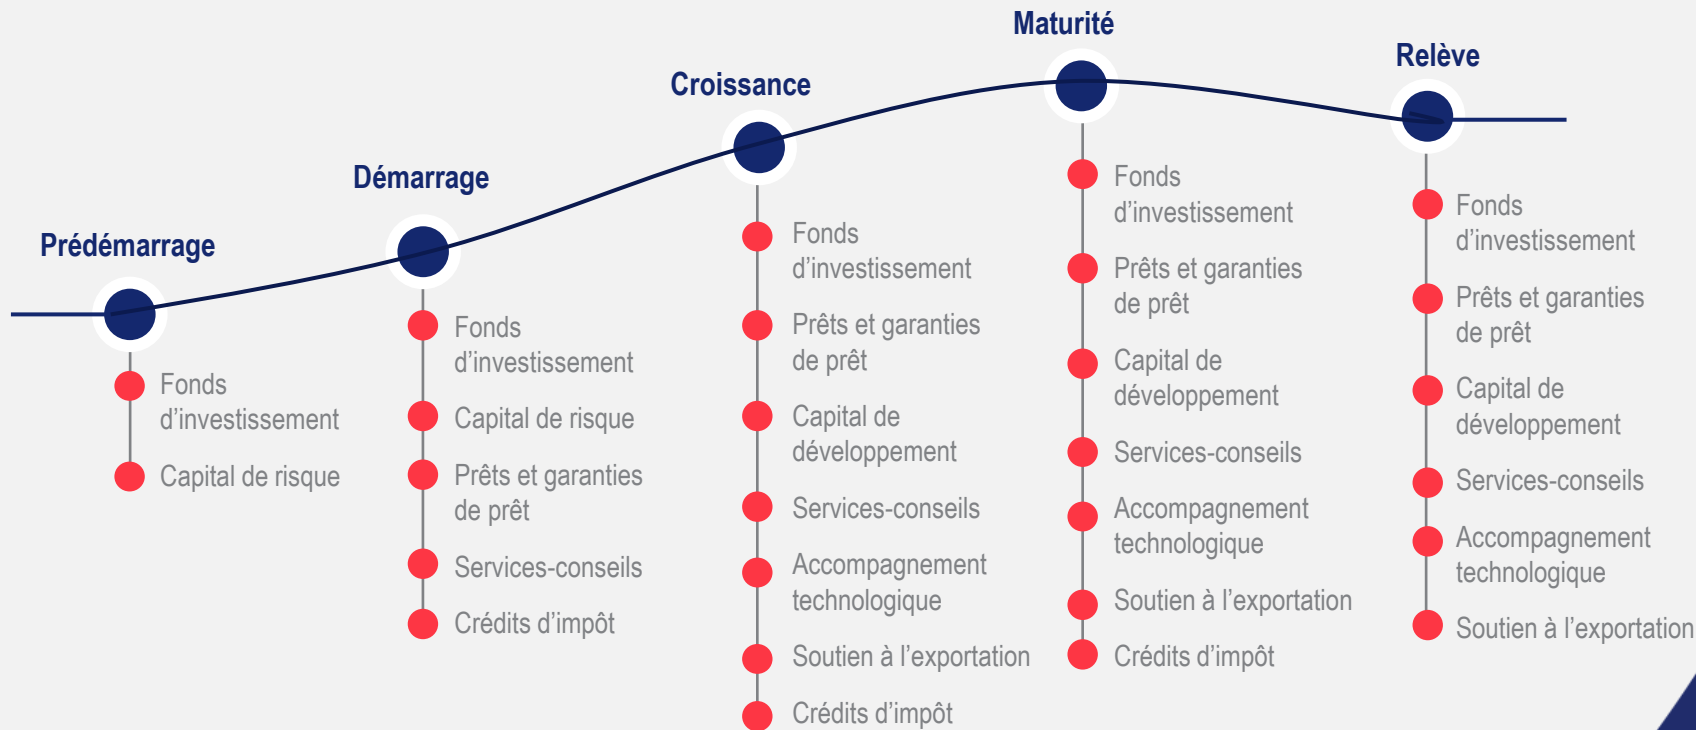 Prédémarrage
Fonds
d’investissement
Capital de risque
Démarrage
Fonds
d’investissement
Capital de risque
Prêts et garanties
de prêt
Services-conseils
Crédits d’impôt
Croissance
Fonds
d’investissement
Prêts et garanties
de prêt
Capital de
développement
Services-conseils
Accompagnement
technologique
Soutien à l’exportation
Crédits d’impôt
Maturité
Fonds
d’investissement
Prêts et garanties
de prêt
Capital de
développement
Services-conseils
Accompagnement
technologique
Soutien à l’exportation
Crédits d’impôt
Relève
Fonds
d’investissement
Prêts et garanties
de prêt
Capital de
développement
Services-conseils
Accompagnement
technologique
Soutien à l’exportation